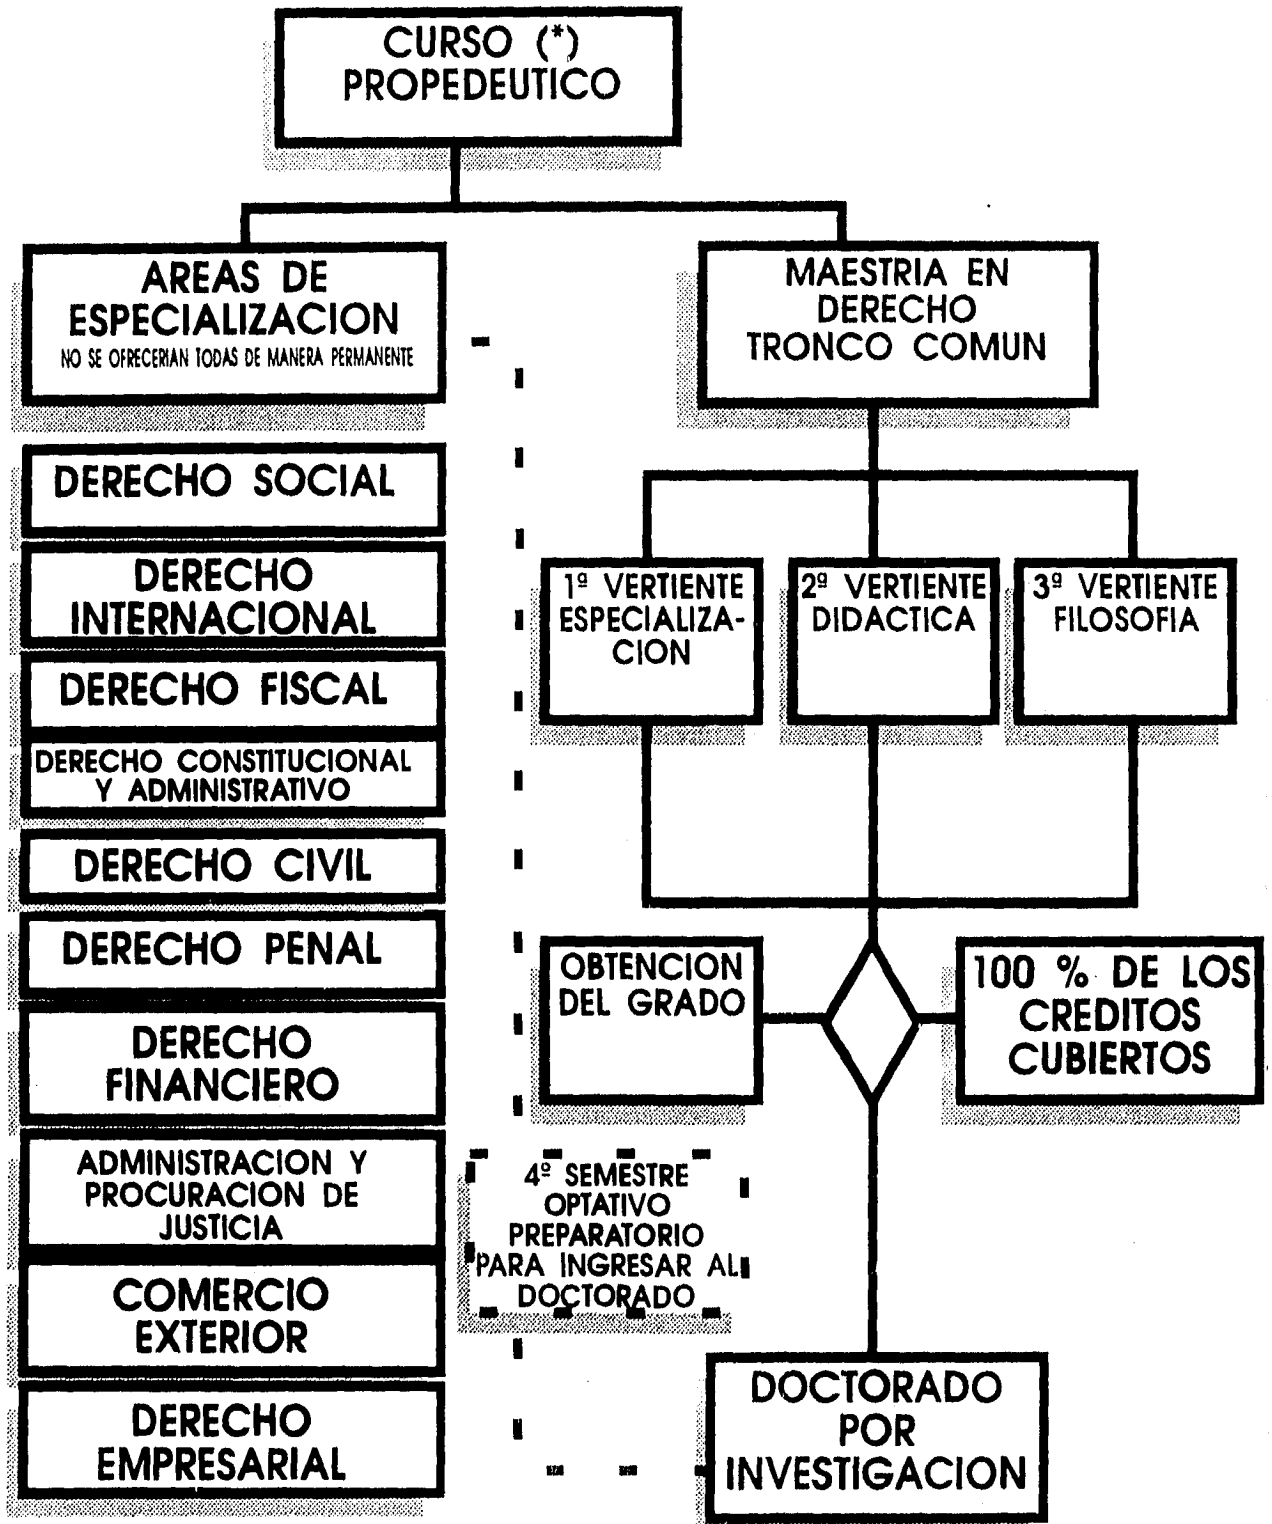 CURSO (*)
PROPEDEUTICO
AREAS DE
ESPECIALIZACION
NO SE OFRECERIAN TODAS DE MANERA PERMANENTE
DERECHO SOCIAL
DERECHO
INTERNACIONAL
DERECHO FISCAL
DERECHO CONSTITUCIONAL
Y ADMINISTRATIVO
DERECHO CIVIL
DERECHO PENAL
DERECHO
FINANCIERO
ADMINISTRACION Y
PROCURACION DE
JUSTICIA
COMERCIO
EXTERIOR
DERECHO
EMPRESARIAL
MAESTRIA EN
DERECHO
TRONCO COMUN
1ª VERTIENTE
ESPECIALIZA-
CION
2ª VERTIENTE
DIDACTICA
3ª VERTIENTE
FILOSOFIA
OBTENCION
DEL GRADO
100 % DE LOS
CREDITOS
CUBIERTOS
4º SEMESTRE
OPTATIVO
PREPARATORIO
PARA INGRESAR AL
DOCTORADO
DOCTORADO
POR
INVESTIGACION